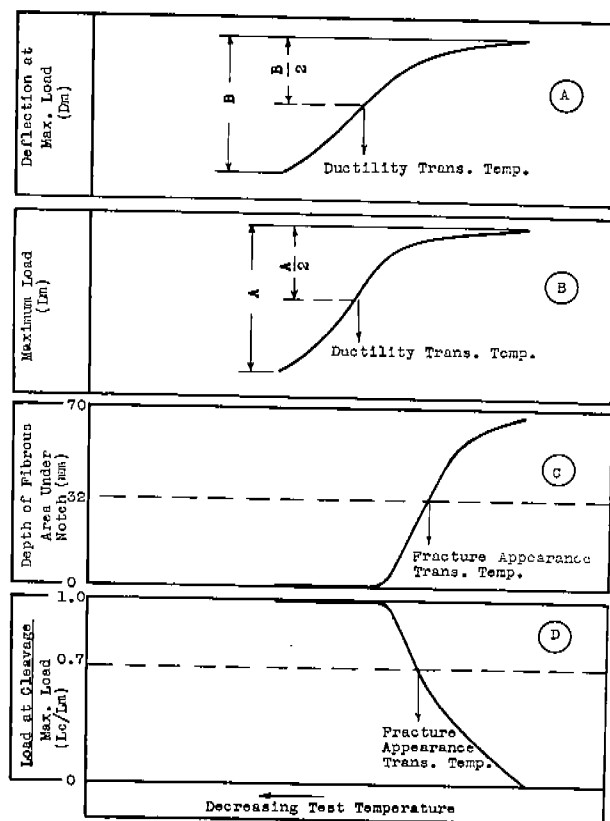 Deflection at
Max. Load
(Dm)
B
B
2
A
Ductility Trans. Temp.
Maximum Load
(Lm)
A
A
2
B
Ductility Trans. Temp.
Depth of Fibrous
Area Under
Notch (mm)
70
32
0
C
Fracture Appearance
Trans. Temp.
Load at Cleavage
Max. Load
(Lc/Lm)
1.0
0.7
0
D
Fracture
Appearance
Trans. Temp.
Decreasing Test Temperature